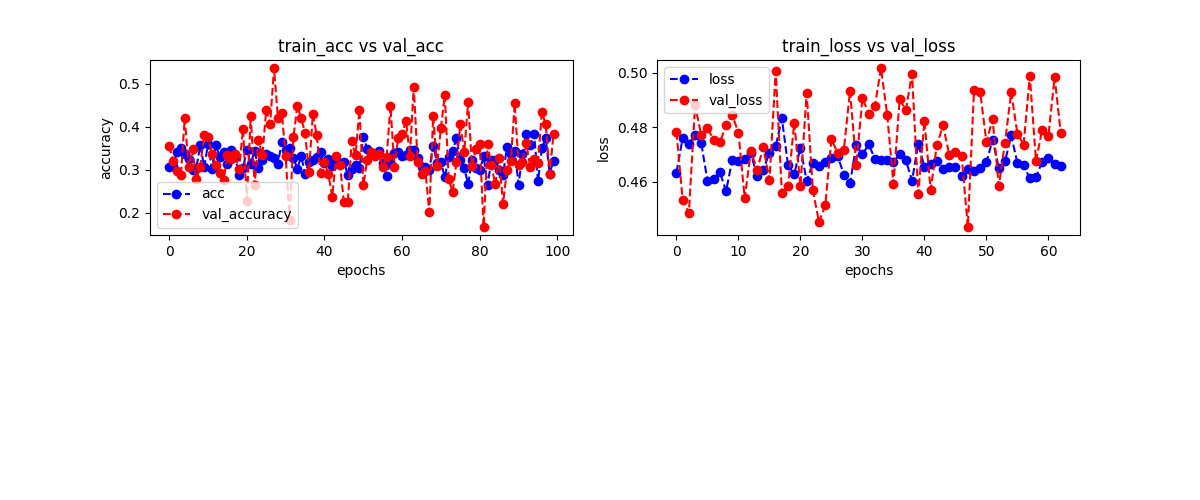 train_acc vs val_acc
accuracy
0.5
0.4
0.3
0.2
acc
val_accuracy
0 20 40 60 80 100
epochs
train_loss vs val_loss
loss
0.50
0.48
0.46
loss
val_loss
0 10 20 30 40 50 60
epochs